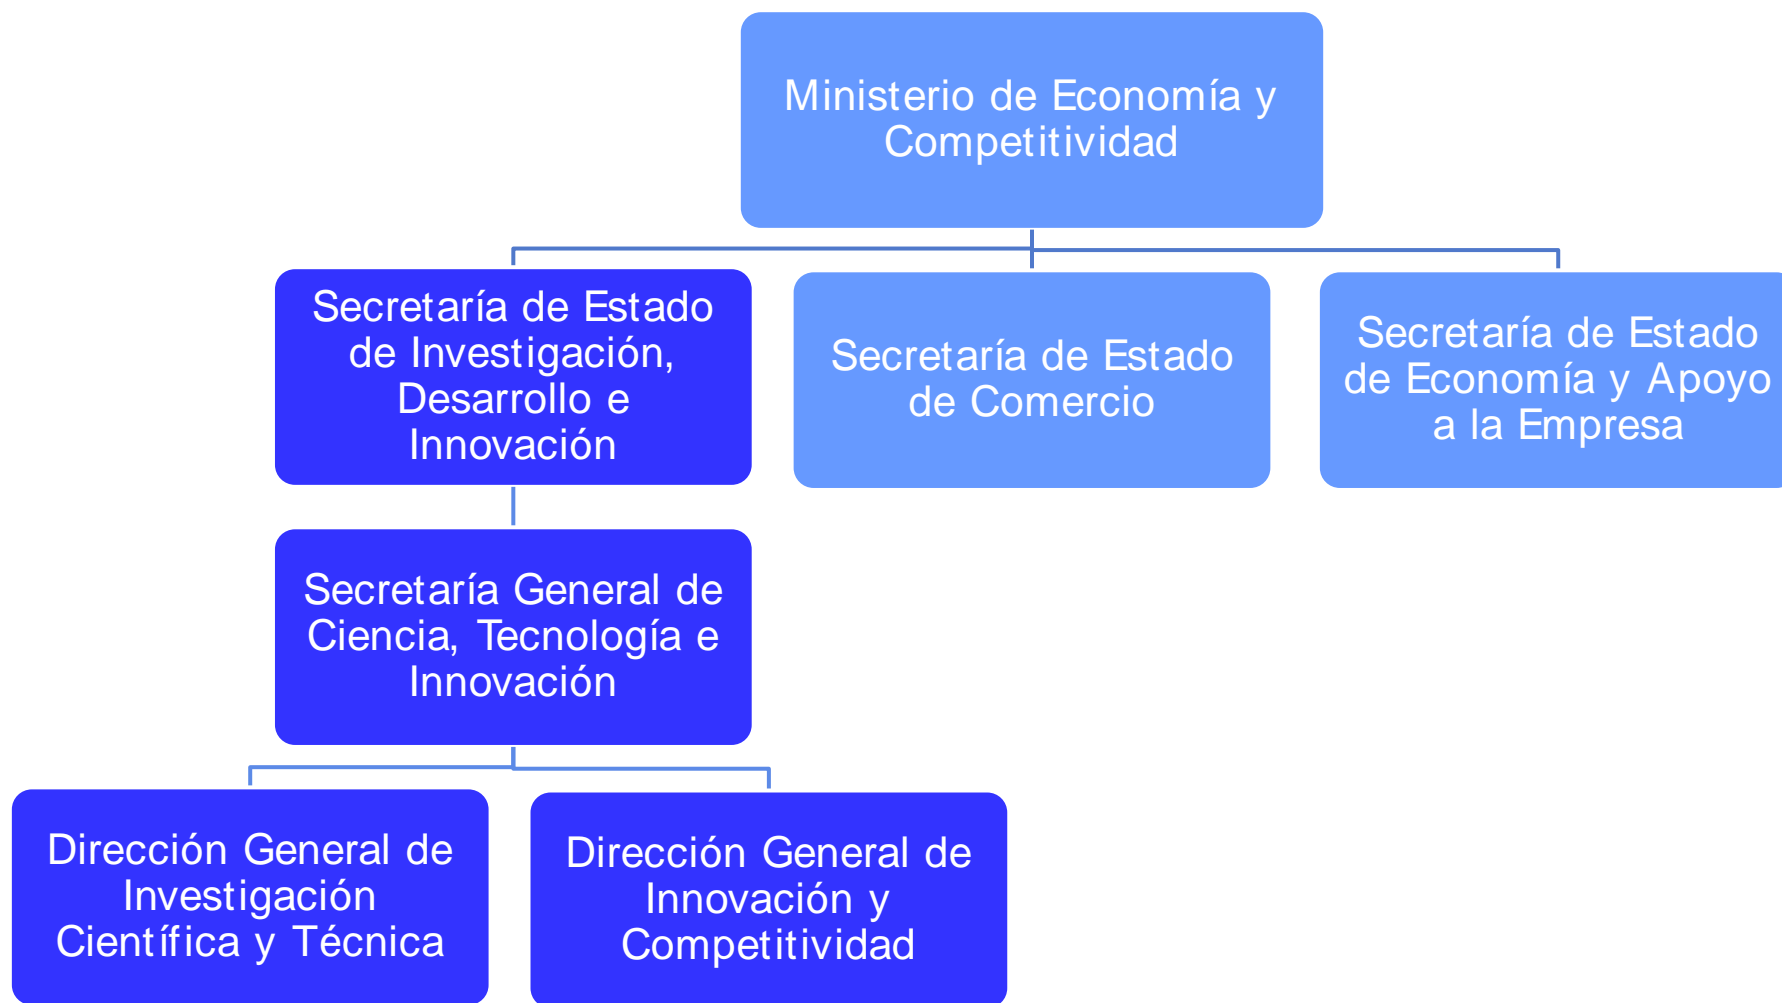 Ministerio de Economía y
Competitividad
Secretaría de Estado
de Investigación,
Desarrollo e
Innovación
Secretaría de Estado
de Comercio
Secretaría de Estado
de Economía y Apoyo
a la Empresa
Secretaría General de
Ciencia, Tecnología e
Innovación
Dirección General de
Investigación
Científica y Técnica
Dirección General de
Innovación y
Competitividad